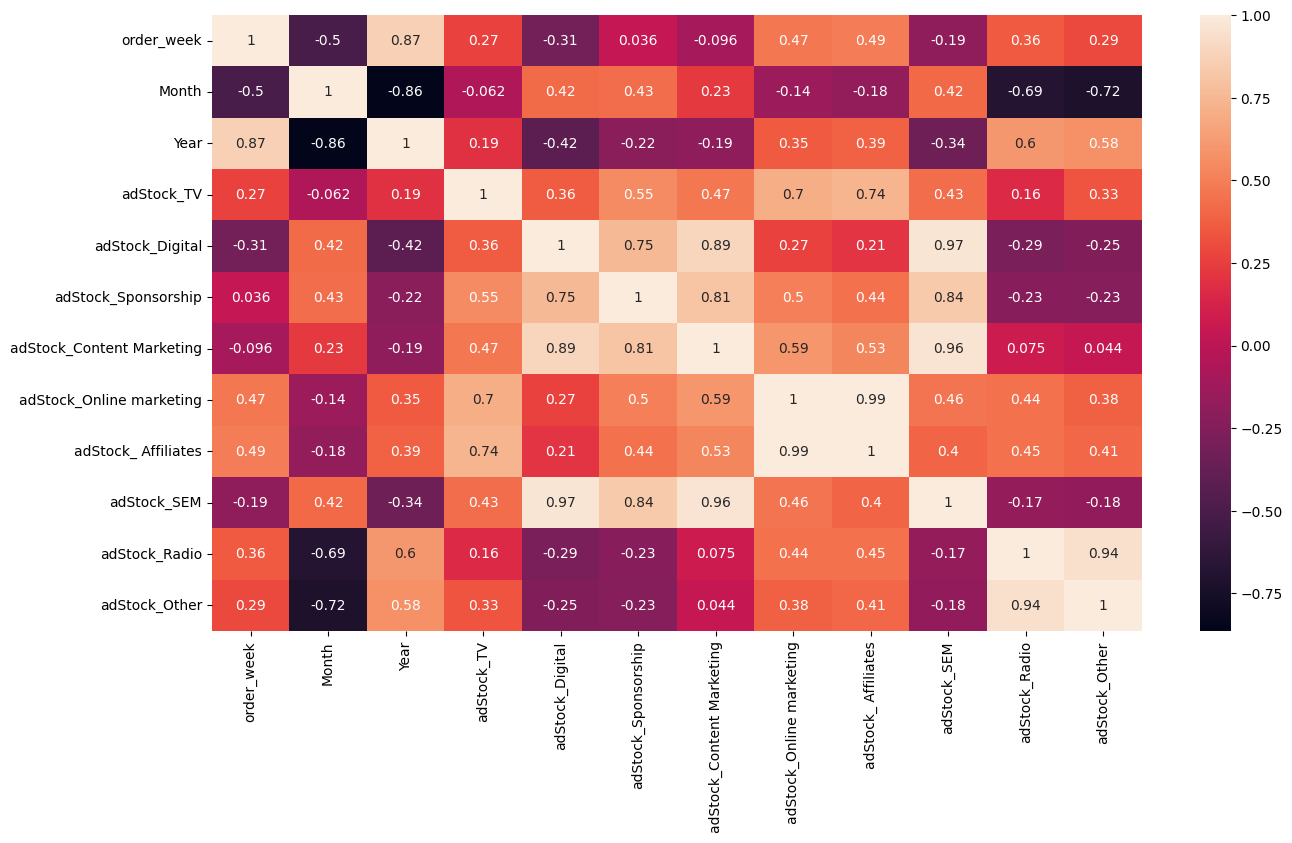 order_week 1 -0.5 0.87 0.27 -0.31 0.036 -0.096 0.47 0.49 -0.19 0.36 0.29
Month -0.5 1 -0.86 -0.062 0.42 0.43 0.23 -0.14 -0.18 0.42 -0.69 -0.72
Year 0.87 -0.86 1 0.19 -0.42 -0.22 -0.19 0.35 0.39 -0.34 0.6 0.58
adStock_TV 0.27 -0.062 0.19 1 0.36 0.55 0.47 0.7 0.74 0.43 0.16 0.33
adStock_Digital -0.31 0.42 -0.42 0.36 1 0.75 0.89 0.27 0.21 0.97 -0.29 -0.25
adStock_Sponsorship 0.036 0.43 -0.22 0.55 0.75 1 0.81 0.5 0.44 0.84 -0.23 -0.23
adStock_Content Marketing -0.096 0.23 -0.19 0.47 0.89 0.81 1 0.59 0.53 0.96 0.075 0.044
adStock_Online marketing 0.47 -0.14 0.35 0.7 0.27 0.5 0.59 1 0.99 0.46 0.44 0.38
adStock_ Affiliates 0.49 -0.18 0.39 0.74 0.21 0.44 0.53 0.99 1 0.4 0.45 0.41
adStock_SEM -0.19 0.42 -0.34 0.43 0.97 0.84 0.96 0.46 0.4 1 -0.17 -0.18
adStock_Radio 0.36 -0.69 0.6 0.16 -0.29 -0.23 0.075 0.44 0.45 -0.17 1 0.94
adStock_Other 0.29 -0.72 0.58 0.33 -0.25 -0.23 0.044 0.38 0.41 -0.18 0.94 1
order_week
Month
Year
adStock_TV
adStock_Digital
adStock_Sponsorship
adStock_Content Marketing
adStock_Online marketing
adStock_ Affiliates
adStock_SEM
adStock_Radio
adStock_Other
1.00
0.75
0.50
0.25
0.00
−0.25
−0.50
−0.75